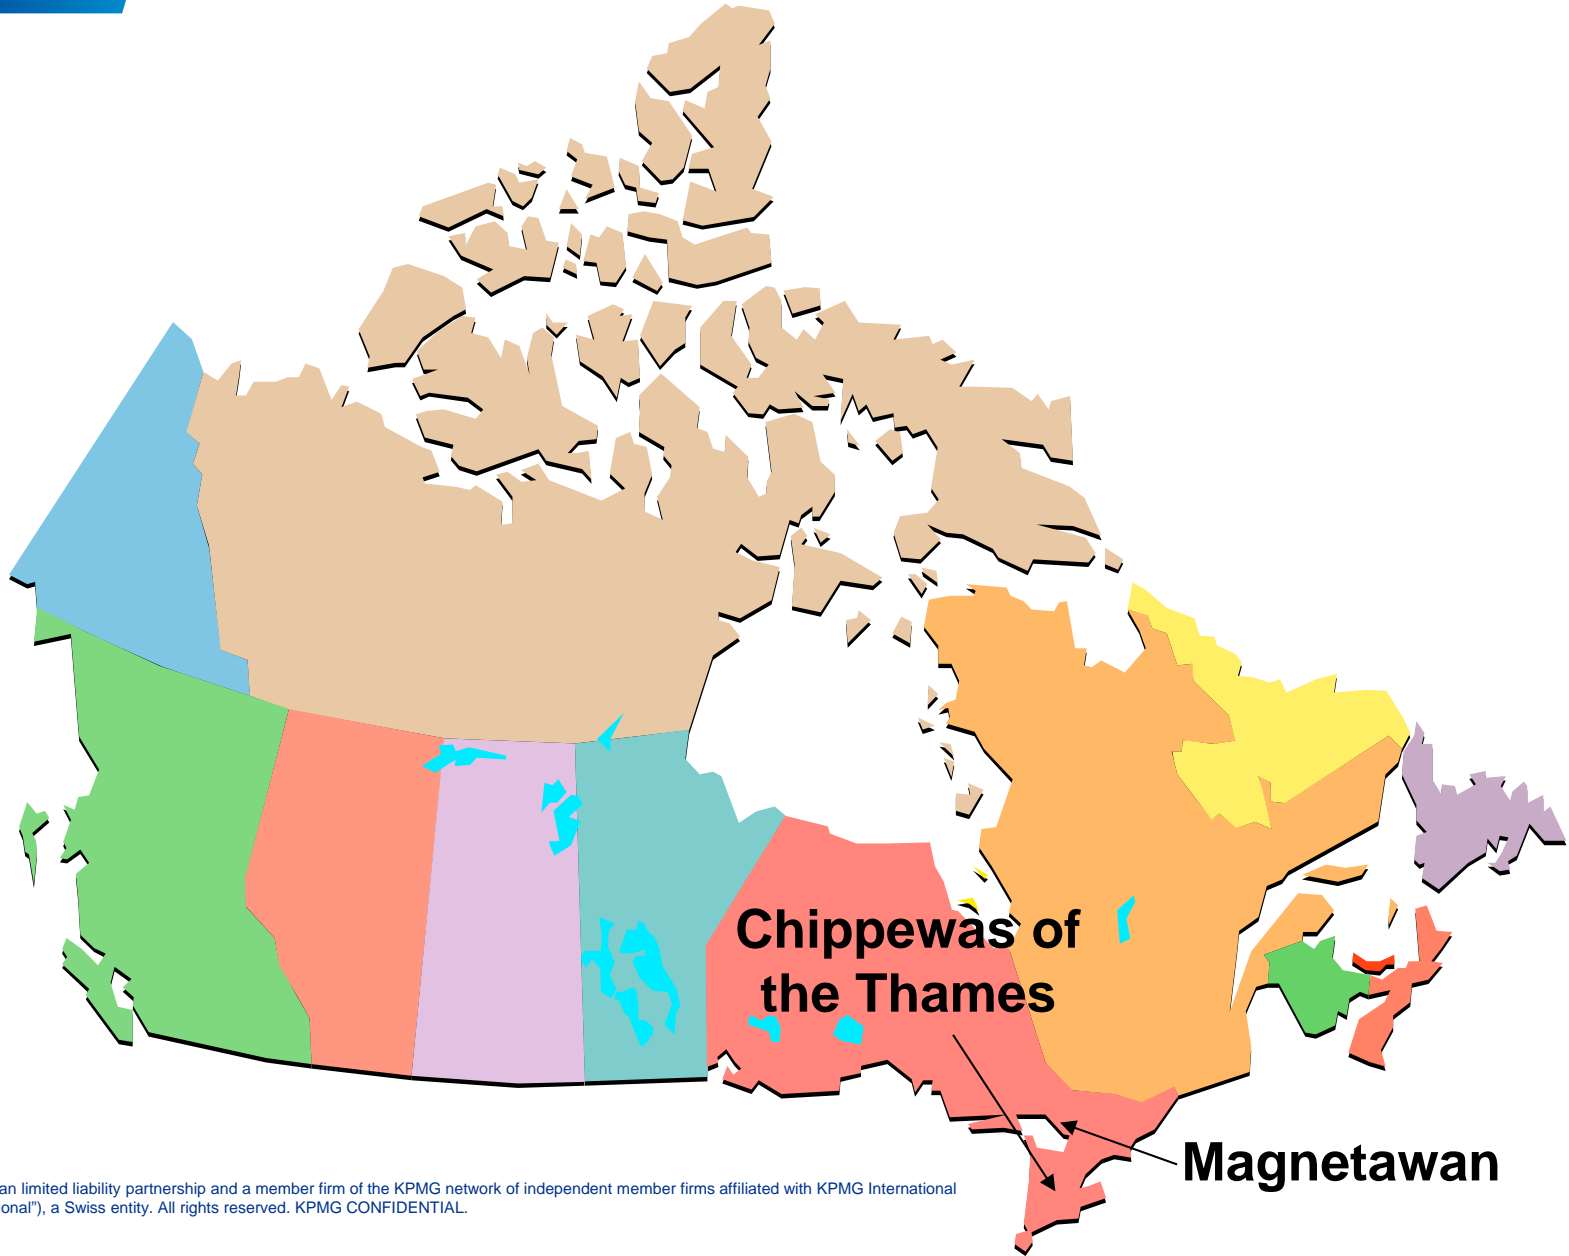 Chippewas of
the Thames
Magnetawan
an limited liability partnership and a member firm of the KPMG network of independent member firms affiliated with KPMG International
onal”), a Swiss entity. All rights reserved. KPMG CONFIDENTIAL.